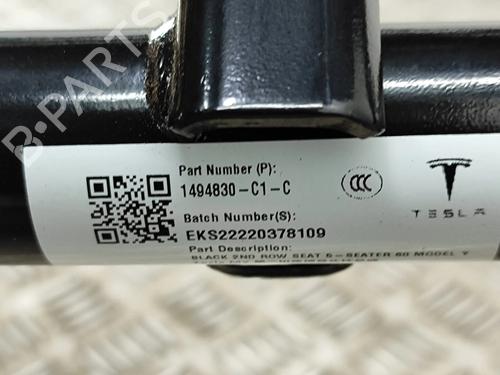 B-PARTS
Part Number (P):
1494830-C1-C
CCC
TESLA
Batch Number(S):
EKS22220378109
Part Description:
BLACK 2ND ROW SEAT 5-SEATER 60 MODEL Y
B-PARTS